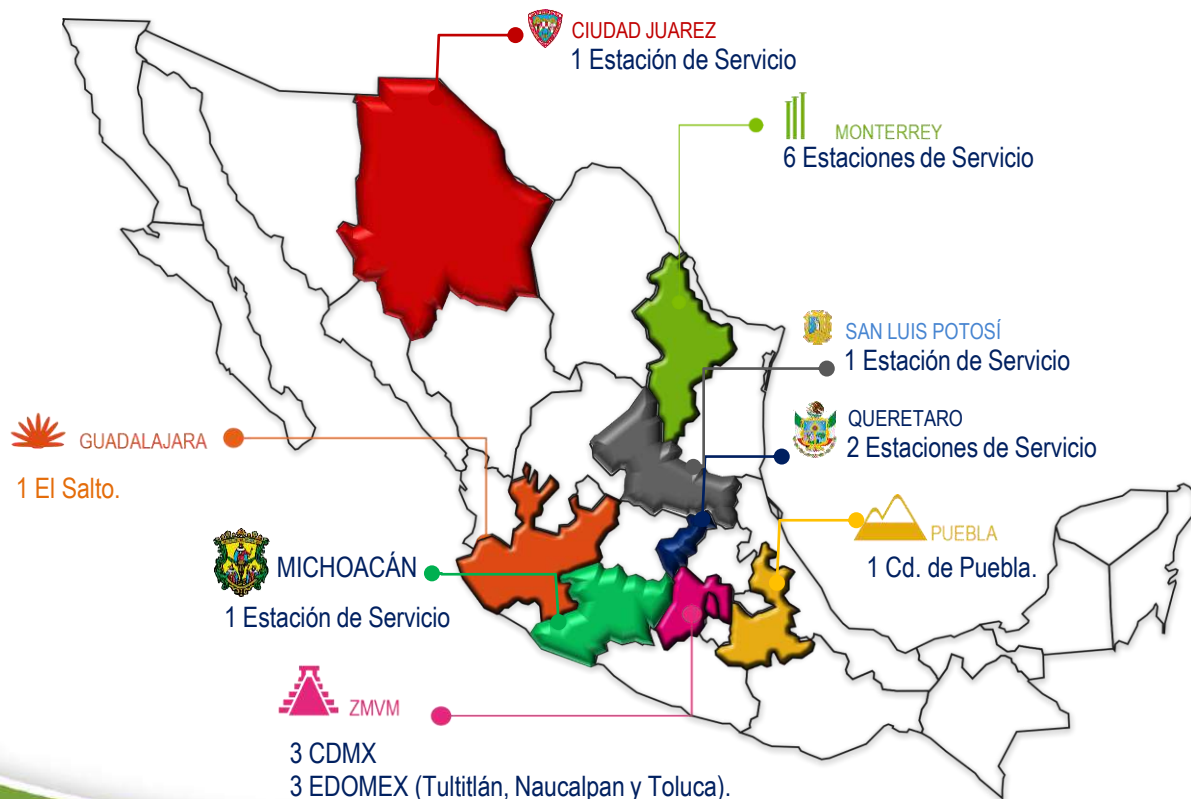 CIUDAD JUAREZ
1 Estación de Servicio
MONTERREY
6 Estaciones de Servicio
SAN LUIS POTOSÍ
1 Estación de Servicio
QUERETARO
2 Estaciones de Servicio
GUADALAJARA
1 El Salto.
PUEBLA
1 Cd. de Puebla.
MICHOACÁN
1 Estación de Servicio
ZMVM
3 CDMX
3 EDOMEX (Tultitlán, Naucalpan y Toluca).